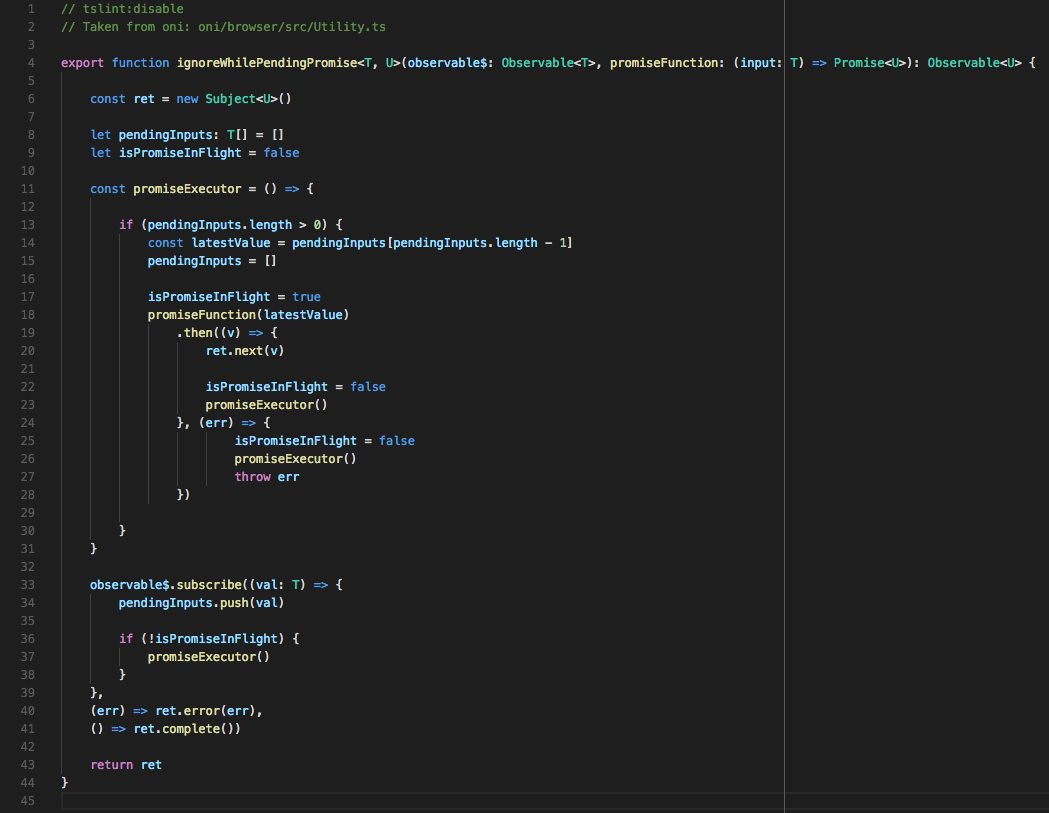 1 // tslint:disable
2 // Taken from oni: oni/browser/src/Utility.ts
3
4 export function ignoreWhilePendingPromise<T, U>(observable$: Observable<T>, promiseFunction: (input: T) => Promise<U>): Observable<U> {
5
6     const ret = new Subject<U>()
7
8     let pendingInputs: T[] = []
9     let isPromiseInFlight = false
10
11     const promiseExecutor = () => {
12
13         if (pendingInputs.length > 0) {
14             const latestValue = pendingInputs[pendingInputs.length - 1]
15             pendingInputs = []
16
17             isPromiseInFlight = true
18             promiseFunction(latestValue)
19                 .then((v) => {
20                     ret.next(v)
21
22                     isPromiseInFlight = false
23                     promiseExecutor()
24                 }, (err) => {
25                         isPromiseInFlight = false
26                         promiseExecutor()
27                         throw err
28                 })
29
30         }
31     }
32
33     observable$.subscribe((val: T) => {
34         pendingInputs.push(val)
35
36         if (!isPromiseInFlight) {
37             promiseExecutor()
38         }
39     },
40     (err) => ret.error(err),
41     () => ret.complete())
42
43     return ret
44 }
45